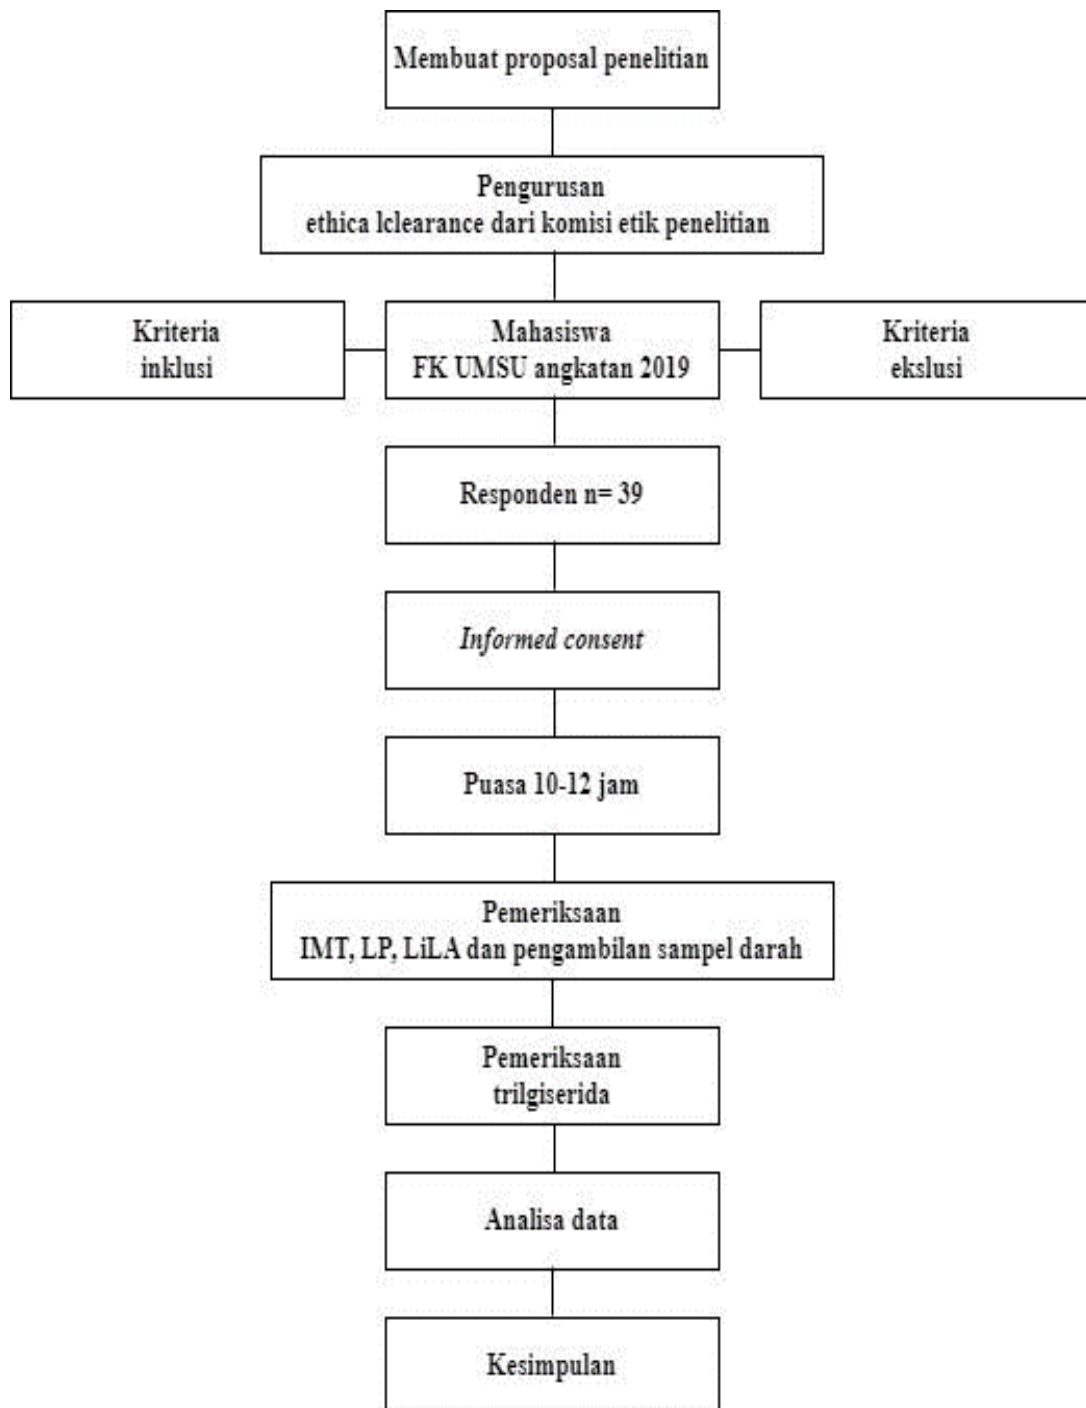 Membuat proposal penelitian
Pengurusan
ethica lclearance dari komisi etik penelitian
Kriteria
inklusi
Mahasiswa
FK UMSU angkatan 2019
Kriteria
ekslusi
Responden n= 39
Informed consent
Puasa 10-12 jam
Pemeriksaan
IMT, LP, LiLA dan pengambilan sampel darah
Pemeriksaan
trilgiserida
Analisa data
Kesimpulan